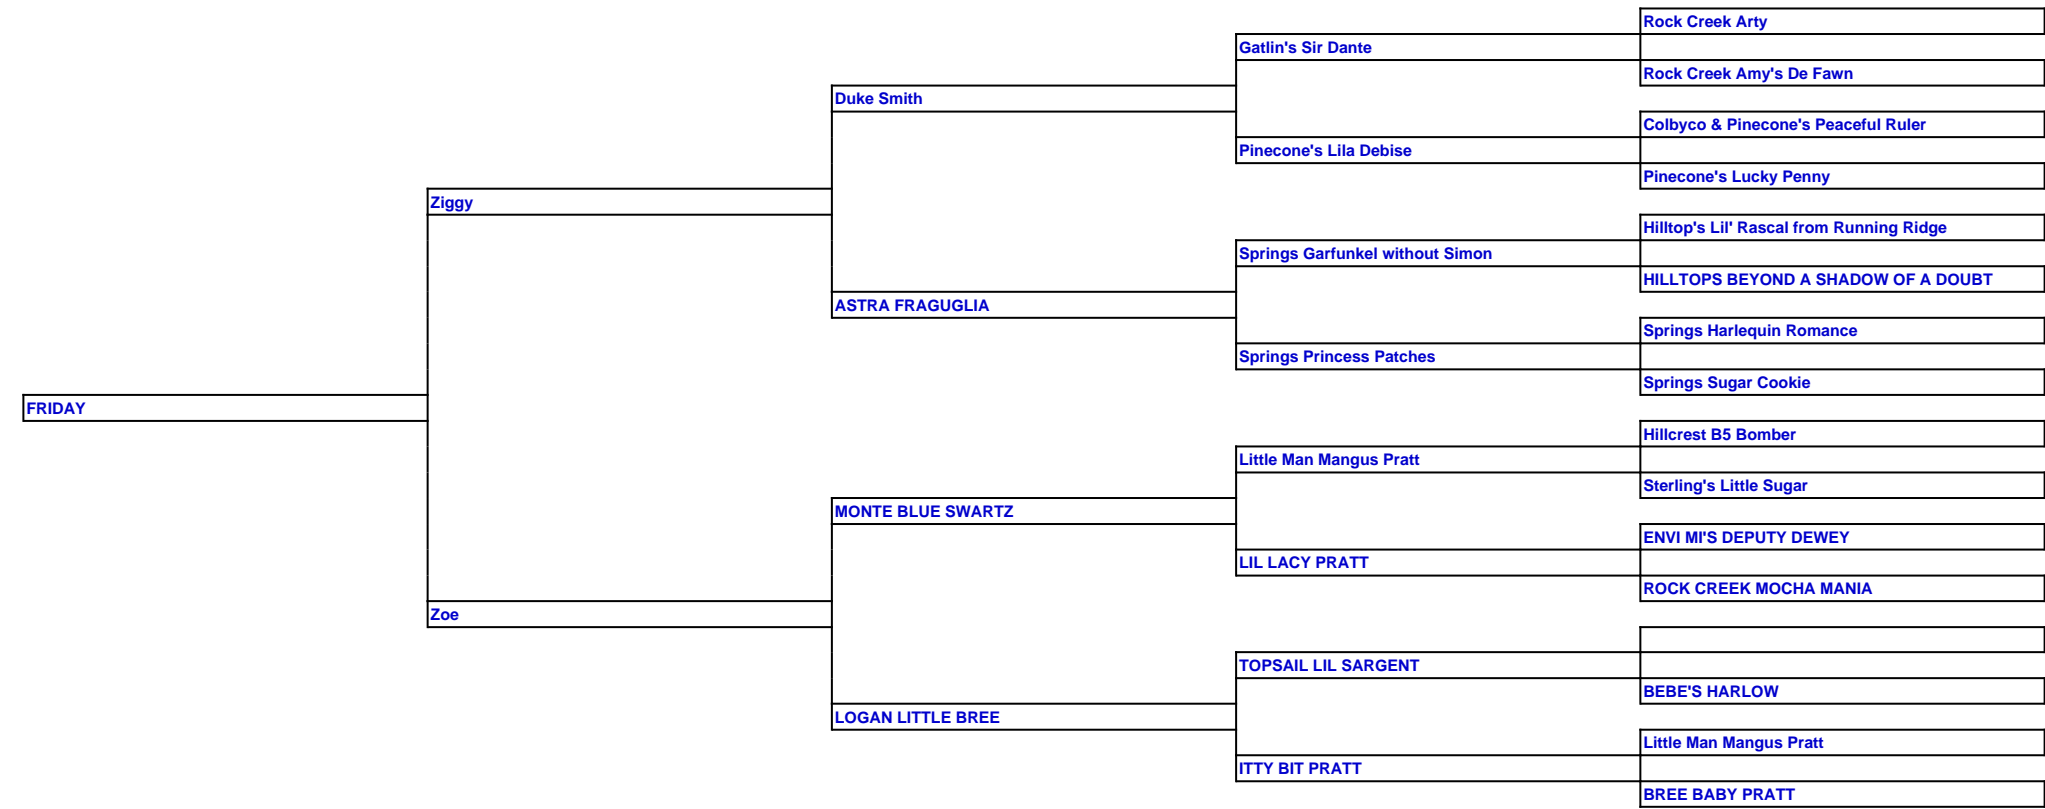 Rock Creek Arty
Gatlin's Sir Dante
Rock Creek Amy's De Fawn
Duke Smith
Colbyco & Pinecone's Peaceful Ruler
Pinecone's Lila Debise
Pinecone's Lucky Penny
Ziggy
Hilltop's Lil' Rascal from Running Ridge
Springs Garfunkel without Simon
HILLTOPS BEYOND A SHADOW OF A DOUBT
ASTRA FRAGUGLIA
Springs Harlequin Romance
Springs Princess Patches
Springs Sugar Cookie
FRIDAY
Hillcrest B5 Bomber
Little Man Mangus Pratt
Sterling's Little Sugar
MONTE BLUE SWARTZ
ENVI MI'S DEPUTY DEWEY
LIL LACY PRATT
ROCK CREEK MOCHA MANIA
Zoe
TOPSAIL LIL SARGENT
BEBE'S HARLOW
LOGAN LITTLE BREE
Little Man Mangus Pratt
ITTY BIT PRATT
BREE BABY PRATT